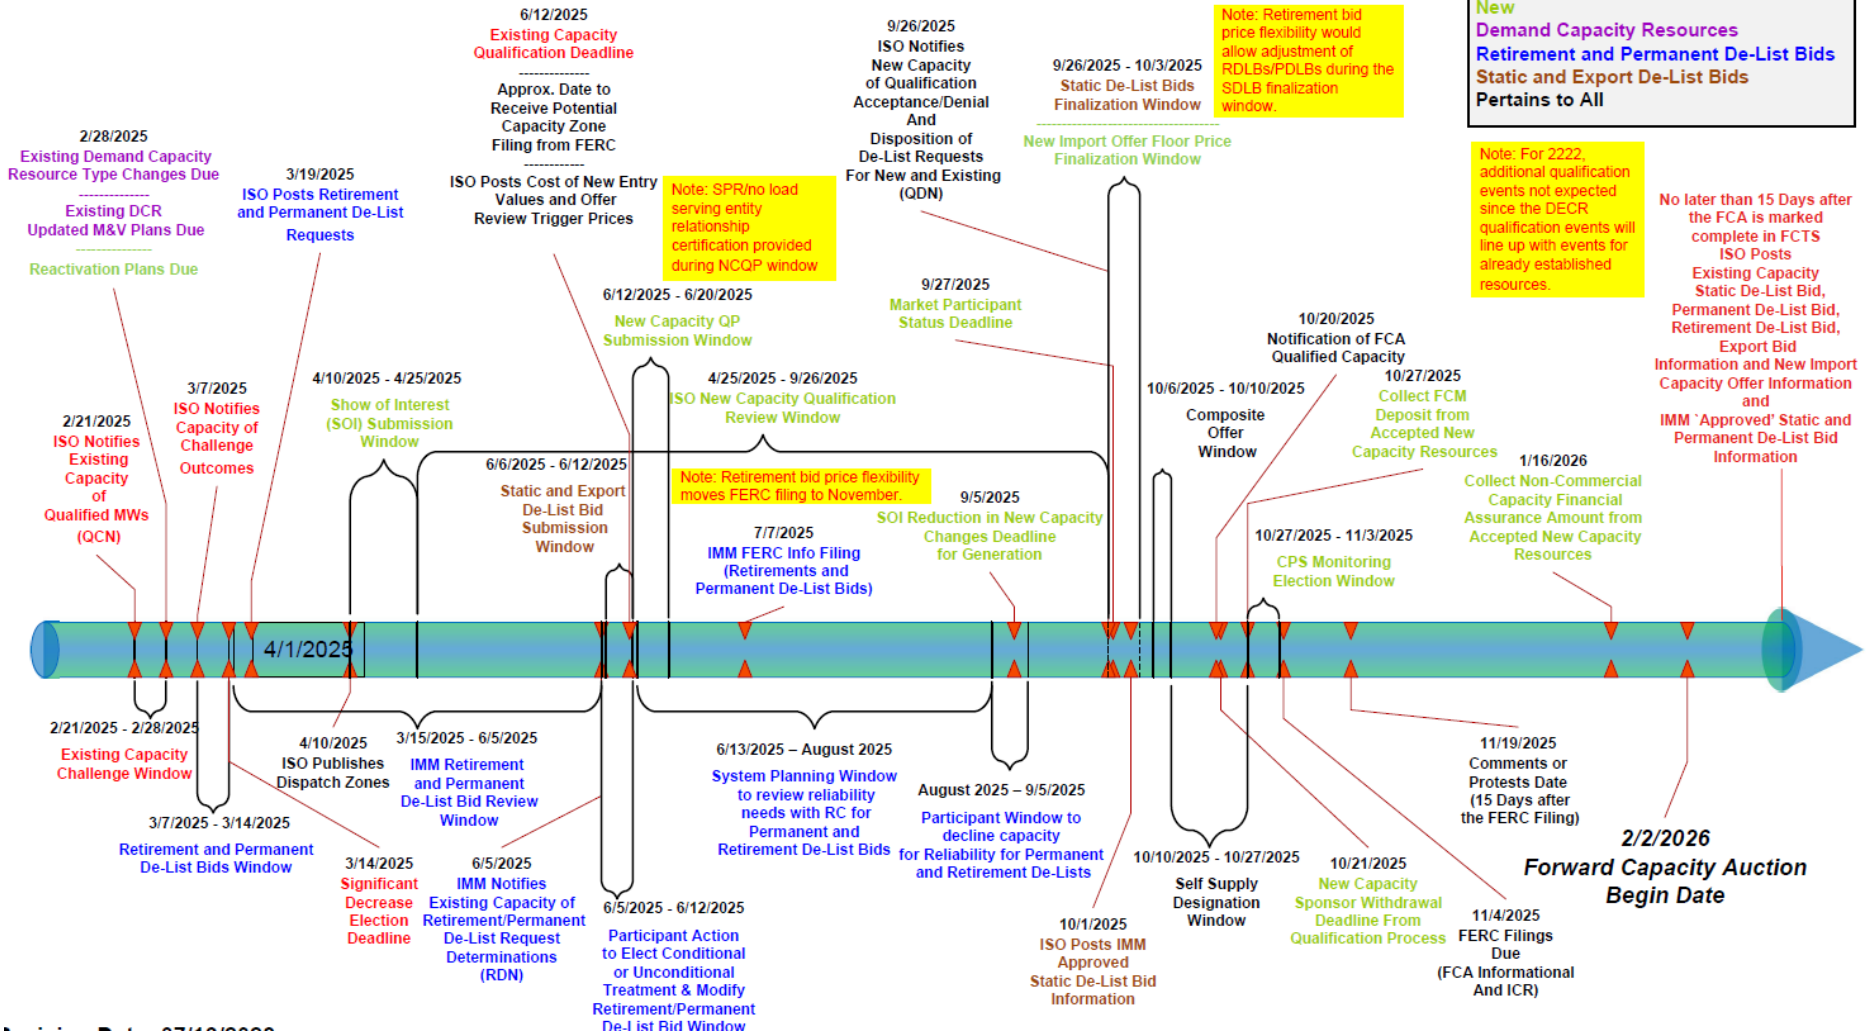 New
Demand Capacity Resources
Retirement and Permanent De-List Bids
Static and Export De-List Bids
Pertains to All
2/28/2025
Existing Demand Capacity
Resource Type Changes Due
--------------
Existing DCR
Updated M&V Plans Due
---------------
Reactivation Plans Due
3/19/2025
ISO Posts Retirement
and Permanent De-List
Requests
6/12/2025
Existing Capacity
Qualification Deadline
--------------
Approx. Date to
Receive Potential
Capacity Zone
Filing from FERC
------------
ISO Posts Cost of New Entry
Values and Offer
Review Trigger Prices
Note: SPR/no load
serving entity
relationship
certification provided
during NCQP window
9/26/2025
ISO Notifies
New Capacity
of Qualification
Acceptance/Denial
And
Disposition of
De-List Requests
For New and Existing
(QDN)
9/26/2025 - 10/3/2025
Static De-List Bids
Finalization Window
New Import Offer Floor Price
Finalization Window
Note: Retirement bid
price flexibility would
allow adjustment of
RDLBs/PDLBs during the
SDLB finalization
window.
Note: For 2222,
additional qualification
events not expected
since the DECR
qualification events will
line up with events for
already established
resources.
No later than 15 Days after
the FCA is marked
complete in FCTS
ISO Posts
Existing Capacity
Static De-List Bid,
Permanent De-List Bid,
Retirement De-List Bid,
Export Bid
Information and New Import
Capacity Offer Information
and
IMM `Approved' Static and
Permanent De-List Bid
Information
2/21/2025
ISO Notifies
Existing
Capacity
of
Qualified MWs
(QCN)
3/7/2025
ISO Notifies
Capacity of
Challenge
Outcomes
4/10/2025 - 4/25/2025
Show of Interest
(SOI) Submission
Window
6/12/2025 - 6/20/2025
New Capacity QP
Submission Window
4/25/2025 - 9/26/2025
ISO New Capacity Qualification
Review Window
6/6/2025 - 6/12/2025
Static and Export
De-List Bid
Submission
Window
Note: Retirement bid price flexibility
moves FERC filing to November.
7/7/2025
IMM FERC Info Filing
(Retirements and
Permanent De-List Bids)
9/27/2025
Market Participant
Status Deadline
9/5/2025
SOI Reduction in New Capacity
Changes Deadline
for Generation
10/6/2025 - 10/10/2025
Composite
Offer
Window
10/20/2025
Notification of FCA
Qualified Capacity
10/27/2025
Collect FCM
Deposit from
Accepted New
Capacity Resources
10/27/2025 - 11/3/2025
CPS Monitoring
Election Window
1/16/2026
Collect Non-Commercial
Capacity Financial
Assurance Amount from
Accepted New Capacity
Resources
4/1/2025
2/21/2025 - 2/28/2025
Existing Capacity
Challenge Window
3/7/2025 - 3/14/2025
Retirement and Permanent
De-List Bids Window
4/10/2025
ISO Publishes
Dispatch Zones
3/14/2025
Significant
Decrease
Election
Deadline
3/15/2025 - 6/5/2025
IMM Retirement
and Permanent
De-List Bid Review
Window
6/5/2025
IMM Notifies
Existing Capacity of
Retirement/Permanent
De-List Request
Determinations
(RDN)
6/5/2025 - 6/12/2025
Participant Action
to Elect Conditional
or Unconditional
Treatment & Modify
Retirement/Permanent
De-List Bid Window
6/13/2025 – August 2025
System Planning Window
to review reliability
needs with RC for
Permanent and
Retirement De-List Bids
August 2025 – 9/5/2025
Participant Window to
decline capacity
for Reliability for Permanent
and Retirement De-Lists
10/1/2025
ISO Posts IMM
Approved
Static De-List Bid
Information
10/10/2025 - 10/27/2025
Self Supply
Designation
Window
10/21/2025
New Capacity
Sponsor Withdrawal
Deadline From
Qualification Process
11/4/2025
FERC Filings
Due
(FCA Informational
And ICR)
11/19/2025
Comments or
Protests Date
(15 Days after
the FERC Filing)
2/2/2026
Forward Capacity Auction
Begin Date